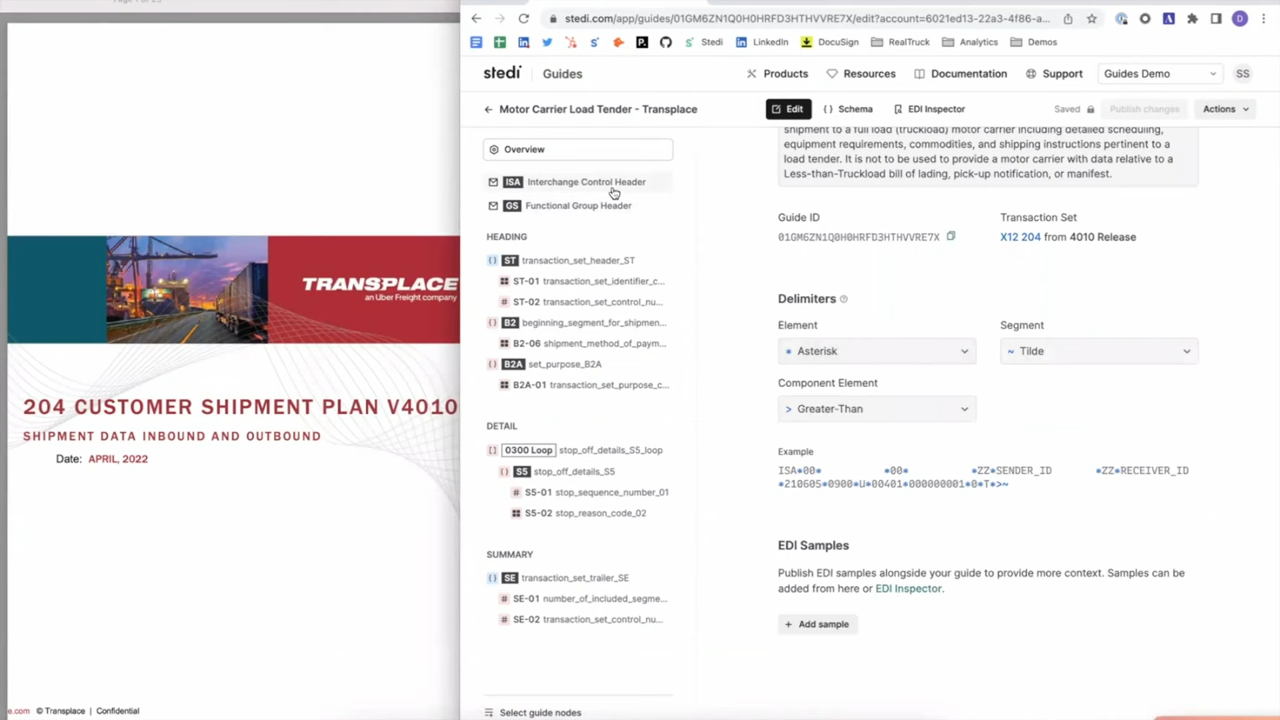 TRANSPLACE
an Uber Freight company
204 CUSTOMER SHIPMENT PLAN V4010
SHIPMENT DATA INBOUND AND OUTBOUND
Date: APRIL, 2022
e.com © Transplace | Confidential
stedi.com/app/guides/01GM6ZN1Q0H0HRFD3HTHVVRE7X/edit?account=6021ed13-22a3-4f86-a...
Stedi
LinkedIn
DocuSign
RealTruck
Analytics
Demos
stedi Guides
Products
Resources
Documentation
Support
Guides Demo
SS
Motor Carrier Load Tender - Transplace
Edit
Schema
EDI Inspector
Saved
Publish changes
Actions
Overview
ISA Interchange Control Header
GS Functional Group Header
HEADING
{} ST transaction_set_header_ST
ST-01 transaction_set_identifier_c...
# ST-02 transaction_set_control_nu...
{} B2 beginning_segment_for_shipmen...
B2-06 shipment_method_of_paym...
{} B2A set_purpose_B2A
B2A-01 transaction_set_purpose_c...
DETAIL
[] 0300 Loop stop_off_details_S5_loop
{} S5 stop_off_details_S5
# S5-01 stop_sequence_number_01
S5-02 stop_reason_code_02
SUMMARY
{} SE transaction_set_trailer_SE
# SE-01 number_of_included_segme...
# SE-02 transaction_set_control_nu...
Select guide nodes
shipment to a full load (truckload) motor carrier including detailed scheduling,
equipment requirements, commodities, and shipping instructions pertinent to a
load tender. It is not to be used to provide a motor carrier with data relative to a
Less-than-Truckload bill of lading, pick-up notification, or manifest.
Guide ID
01GM6ZN1Q0H0HRFD3HTHVVRE7X
Transaction Set
X12 204 from 4010 Release
Delimiters
Element
* Asterisk
Segment
~ Tilde
Component Element
> Greater-Than
Example
ISA*00* *00* *ZZ*SENDER_ID *ZZ*RECEIVER_ID
*210605*0900*U*00401*000000001*0*T*>~
EDI Samples
Publish EDI samples alongside your guide to provide more context. Samples can be
added from here or EDI Inspector.
+ Add sample